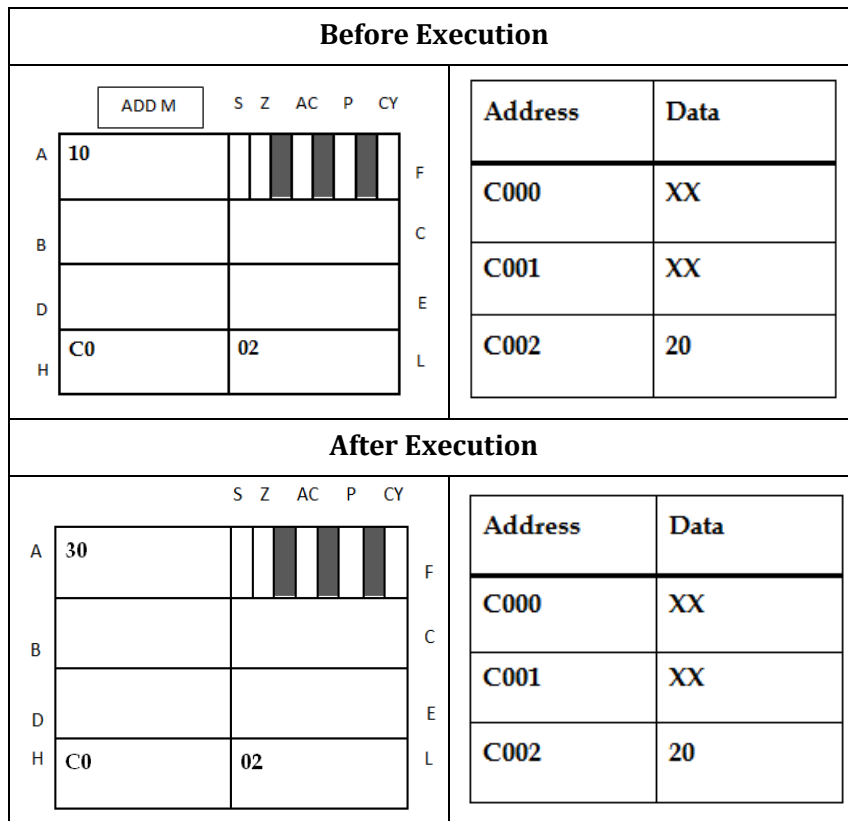 Before Execution
ADD M
S Z AC P CY
A 10 F
B C
D E
H C0 02 L
Address Data
C000 XX
C001 XX
C002 20
After Execution
S Z AC P CY
A 30 F
B C
D E
H C0 02 L
Address Data
C000 XX
C001 XX
C002 20